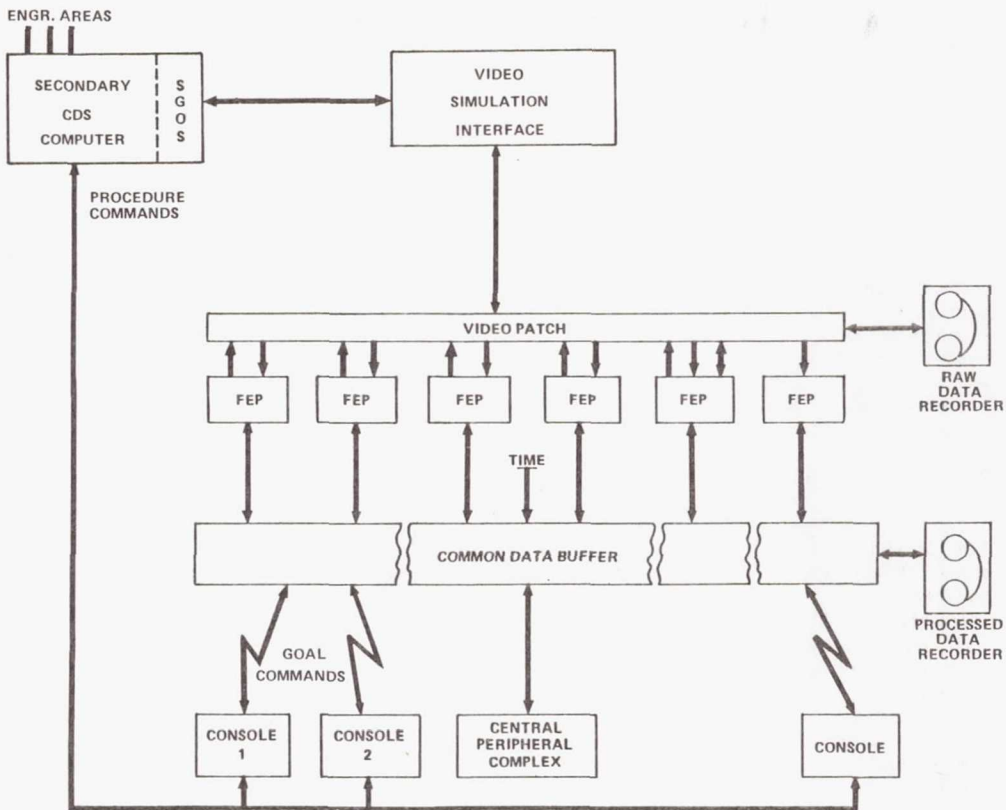 ENGR. AREAS
SECONDARY
CDS
COMPUTER
SGOS
VIDEO
SIMULATION
INTERFACE
PROCEDURE
COMMANDS
VIDEO PATCH
RAW
DATA
RECORDER
FEP
FEP
FEP
FEP
FEP
FEP
TIME
COMMON DATA BUFFER
PROCESSED
DATA
RECORDER
GOAL
COMMANDS
CONSOLE
1
CONSOLE
2
CENTRAL
PERIPHERAL
COMPLEX
CONSOLE